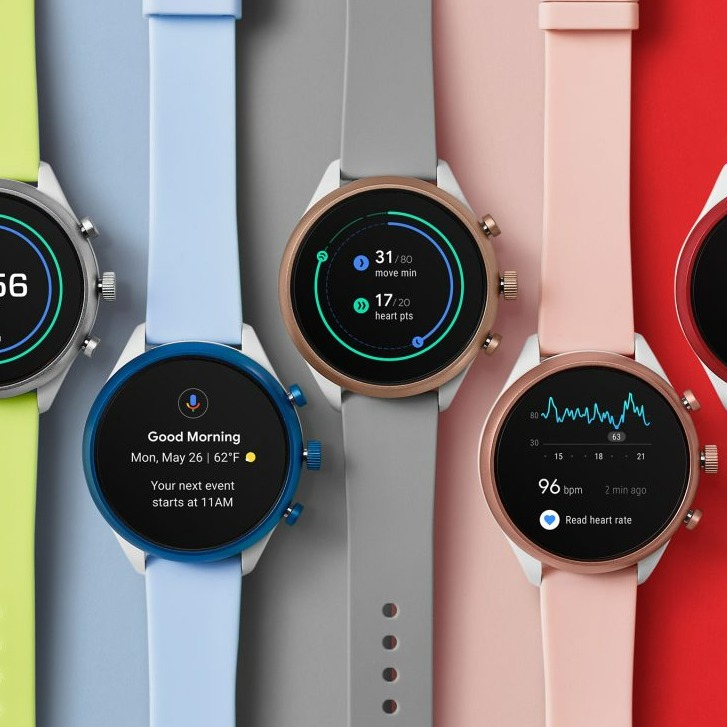 56
31/80
move min
17/20
heart pts
Good Morning
Mon, May 26 | 62°F
Your next event
starts at 11AM
80
63
30
15 18 21
96 bpm 2 min ago
Read heart rate